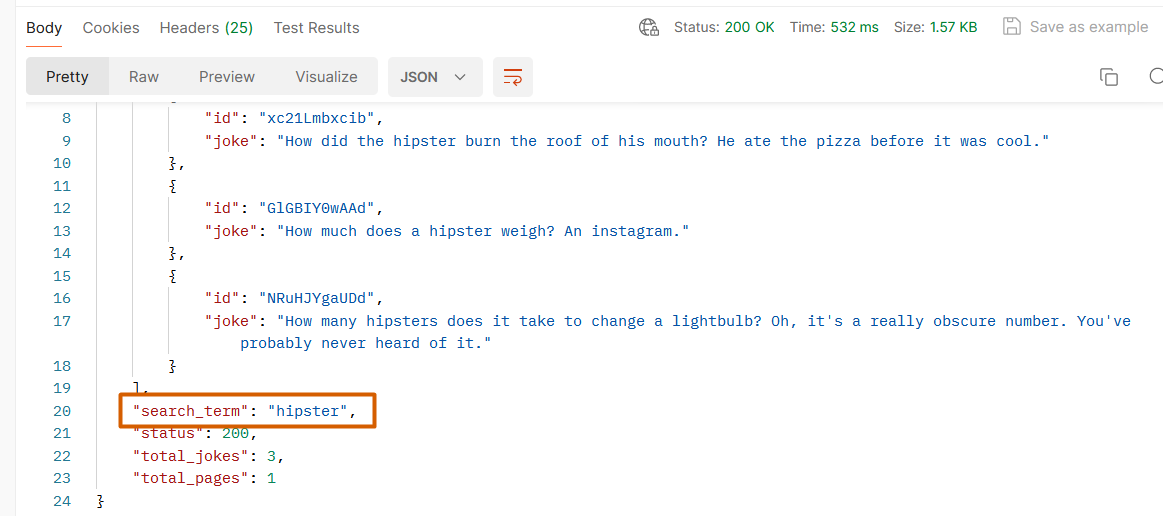 Body Cookies Headers (25) Test Results Status: 200 OK Time: 532 ms Size: 1.57 KB Save as example
Pretty Raw Preview Visualize JSON
8 "id": "xc21Lmbxcib",
9 "joke": "How did the hipster burn the roof of his mouth? He ate the pizza before it was cool."
10 },
11 {
12 "id": "GlGBIY0wAAd",
13 "joke": "How much does a hipster weigh? An instagram."
14 },
15 {
16 "id": "NRuHJYgaUDd",
17 "joke": "How many hipsters does it take to change a lightbulb? Oh, it's a really obscure number. You've
probably never heard of it."
18 }
19 ],
20 "search_term": "hipster",
21 "status": 200,
22 "total_jokes": 3,
23 "total_pages": 1
24 }